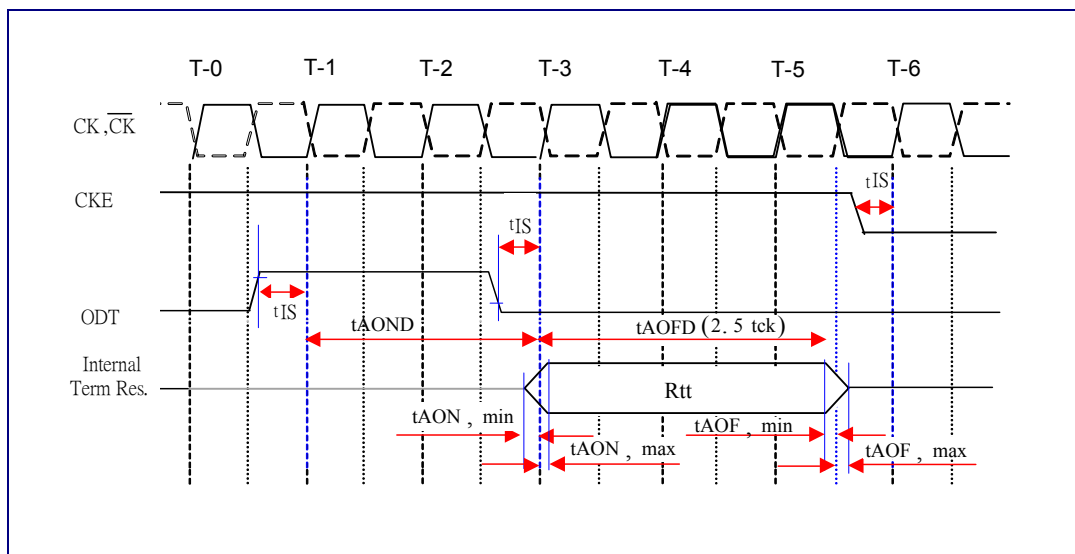 T-0 T-1 T-2 T-3 T-4 T-5 T-6
CK ,CK
CKE
tIS
tIS
tIS
ODT
tAOND
tAOFD (2. 5 tck)
Internal
Term Res.
Rtt
tAON , min
tAOF , min
tAON , max
tAOF , max